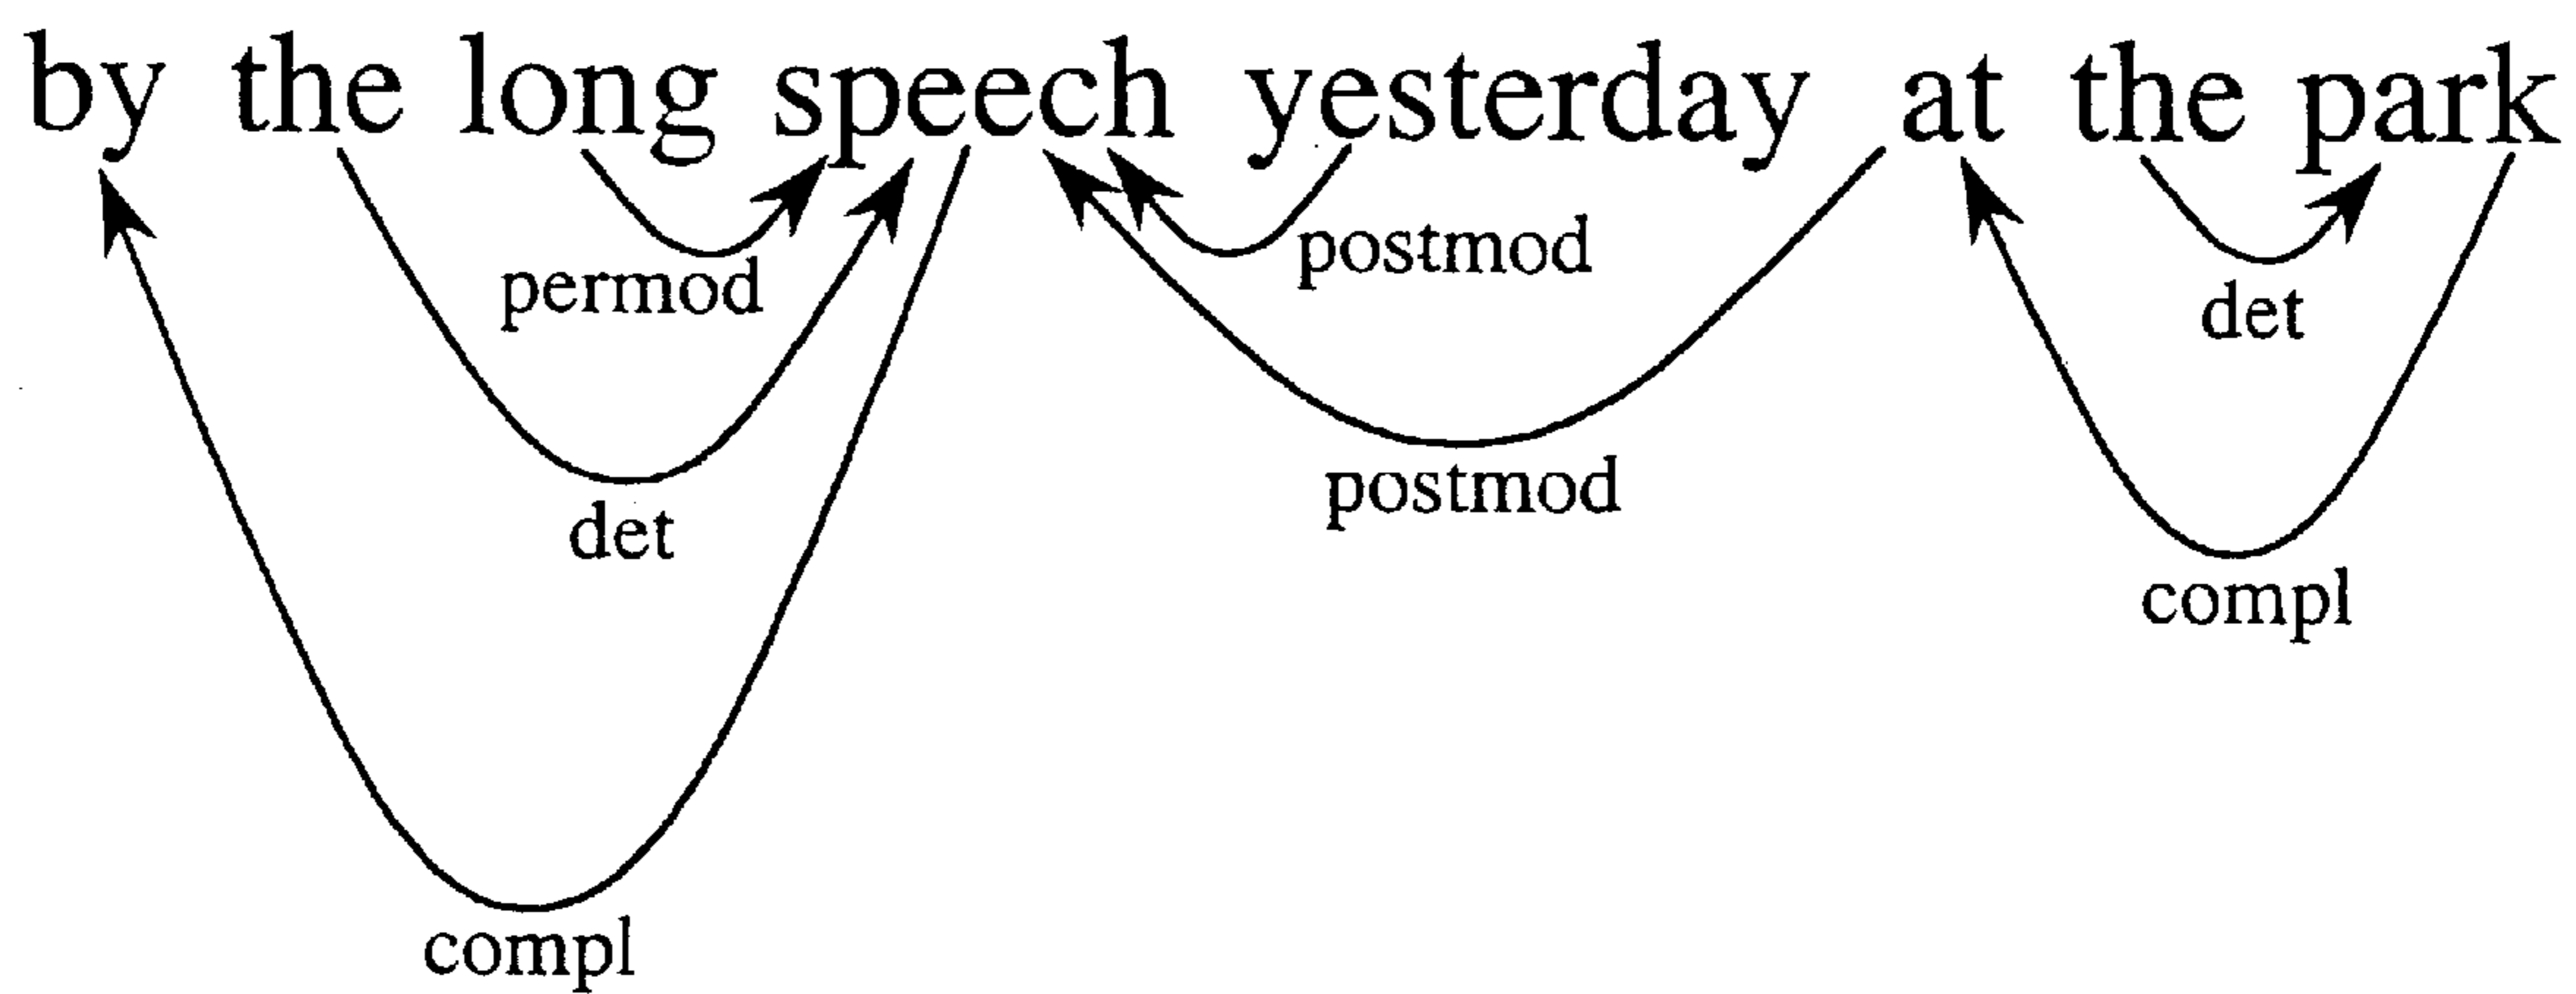 by the long speech yesterday at the park
postmod
permod
det
postmod
det
compl
compl